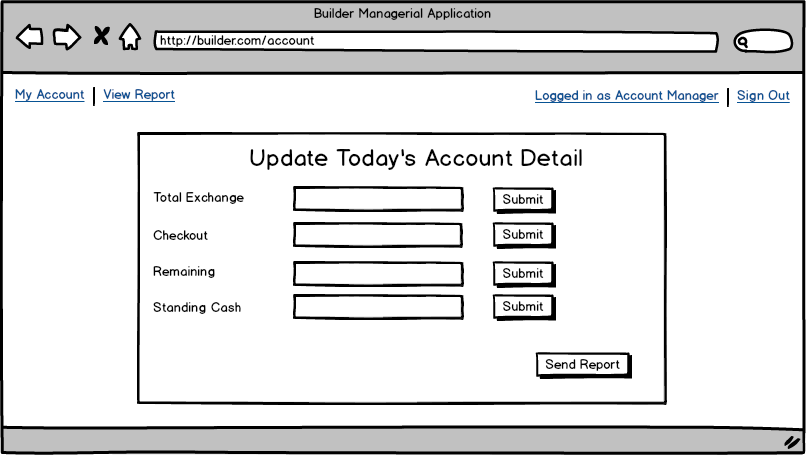 Builder Managerial Application
http://builder.com/account
My Account | View Report
Logged in as Account Manager | Sign Out
Update Today's Account Detail
Total Exchange Submit
Checkout Submit
Remaining Submit
Standing Cash Submit
Send Report